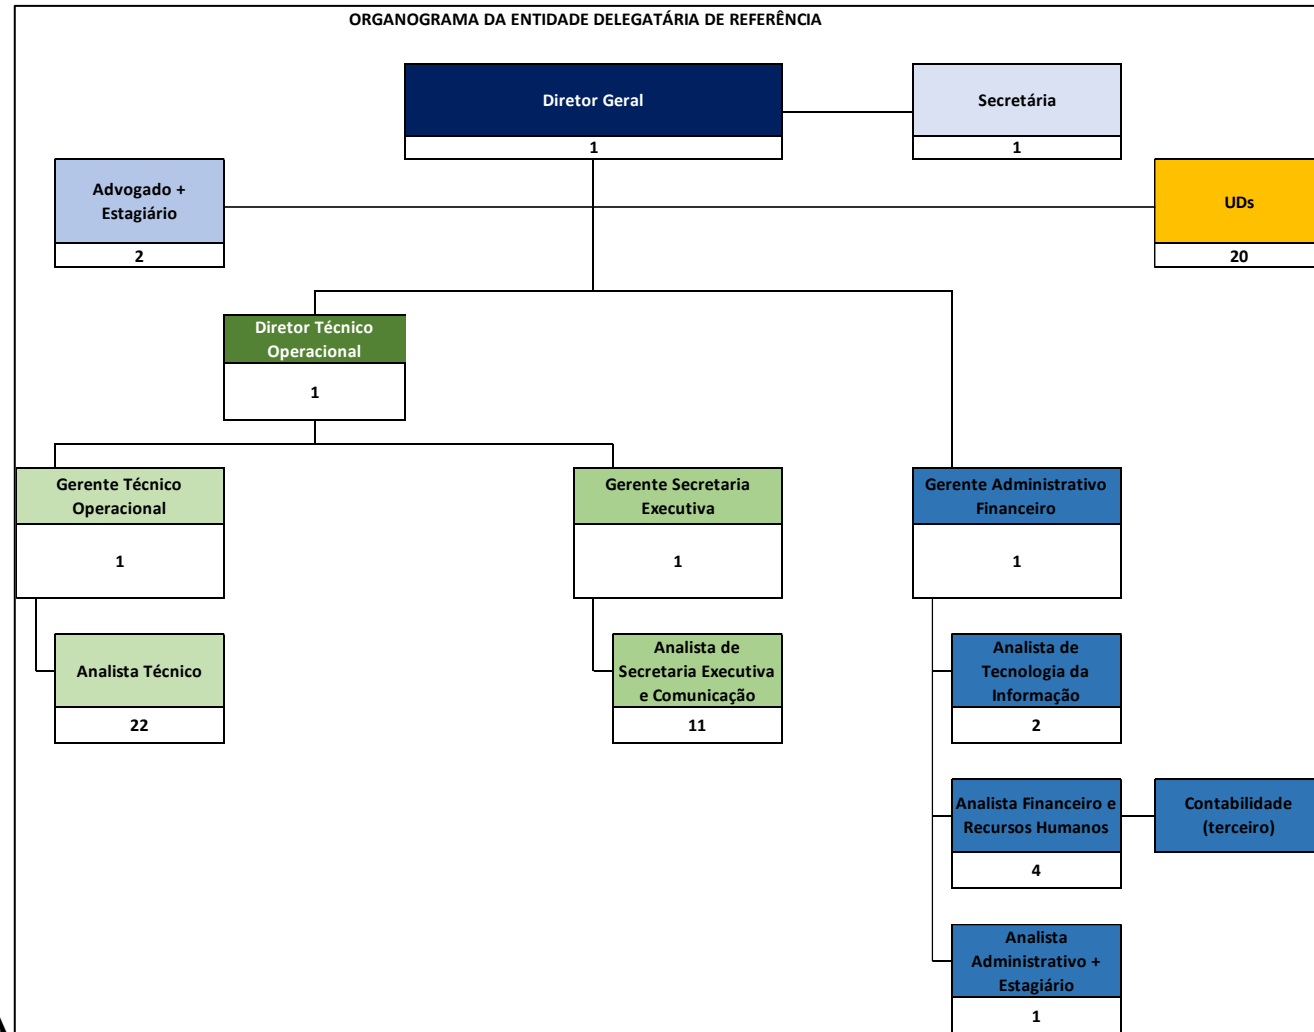 ORGANOGRAMA DA ENTIDADE DELEGATÁRIA DE REFERÊNCIA
Diretor Geral
1
Secretária
1
Advogado +
Estagiário
2
UDs
20
Diretor Técnico
Operacional
1
Gerente Técnico
Operacional
1
Gerente Secretaria
Executiva
1
Gerente Administrativo
Financeiro
1
Analista Técnico
22
Analista de
Secretaria Executiva
e Comunicação
11
Analista de
Tecnologia da
Informação
2
Analista Financeiro e
Recursos Humanos
4
Contabilidade
(terceiro)
Analista
Administrativo +
Estagiário
1